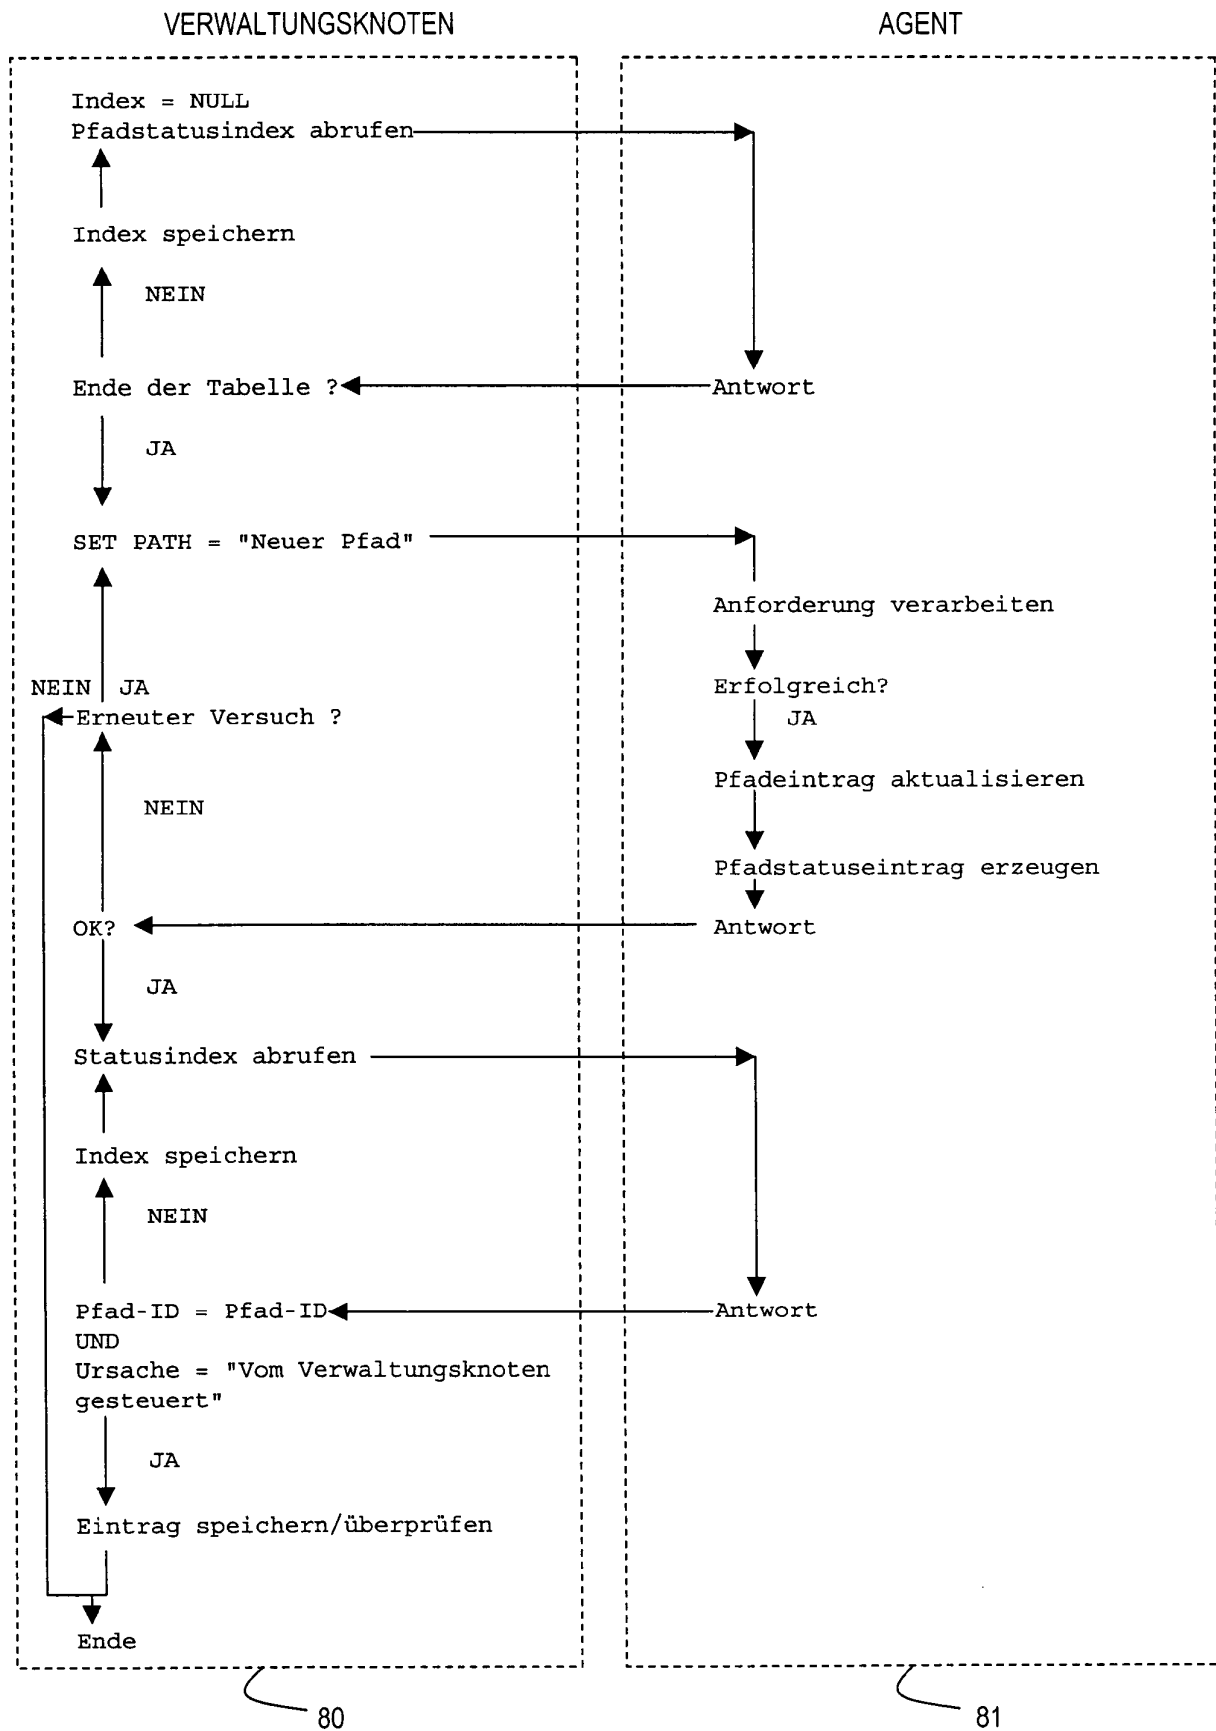 VERWALTUNGSKNOTEN
AGENT
Index = NULL
Pfadstatusindex abrufen
Index speichern
NEIN
Ende der Tabelle ?
Antwort
JA
SET PATH = "Neuer Pfad"
Anforderung verarbeiten
NEIN
JA
Erfolgreich?
Erneuter Versuch ?
JA
Pfadeintrag aktualisieren
NEIN
Pfadstatuseintrag erzeugen
OK?
Antwort
JA
Statusindex abrufen
Index speichern
NEIN
Pfad-ID = Pfad-ID
Antwort
UND
Ursache = "Vom Verwaltungsknoten
gesteuert"
JA
Eintrag speichern/überprüfen
Ende
80
81